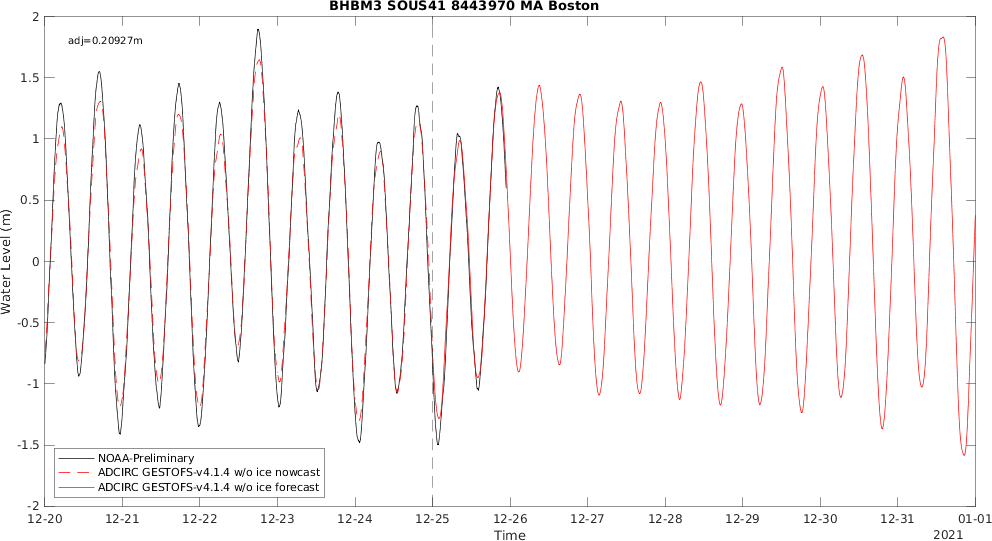 BHBM3 SOUS41 8443970 MA Boston
adj=0.20927m
2
1.5
1
0.5
0
-0.5
-1
-1.5
-2
Water Level (m)
NOAA-Preliminary
ADCIRC GESTOFS-v4.1.4 w/o ice nowcast
ADCIRC GESTOFS-v4.1.4 w/o ice forecast
12-20 12-21 12-22 12-23 12-24 12-25 12-26 12-27 12-28 12-29 12-30 12-31 01-01
Time
2021